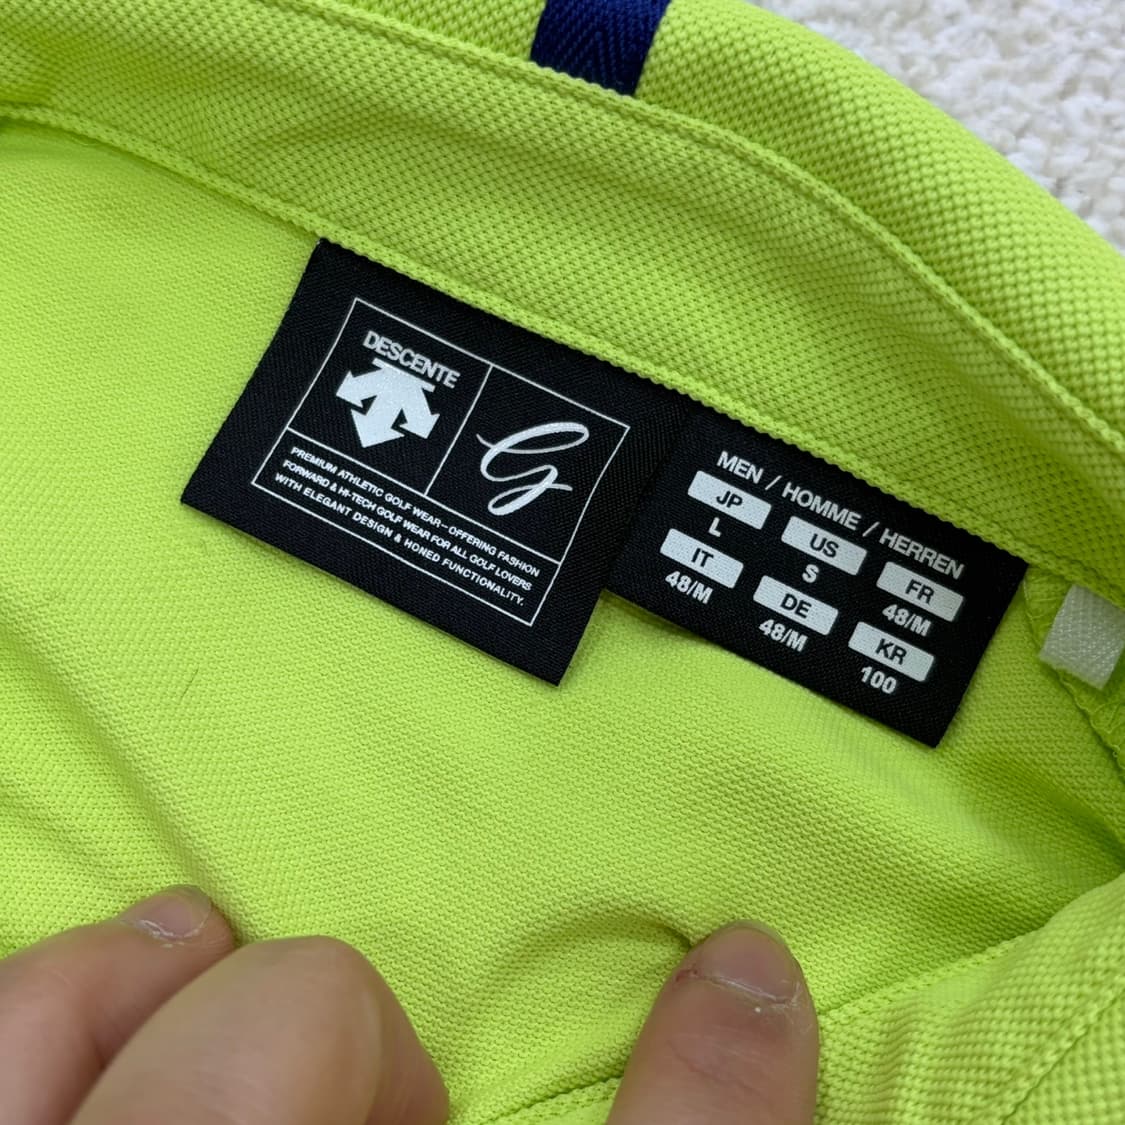 DESCENTE
G
PREMIUM ATHLETIC GOLF WEAR–OFFERING FASHION
FORWARD & HI-TECH GOLF WEAR FOR ALL GOLF LOVERS
WITH ELEGANT DESIGN & HONED FUNCTIONALITY.
MEN / HOMME / HERREN
JP US FR
L S 48/M
IT DE KR
48/M 48/M 100